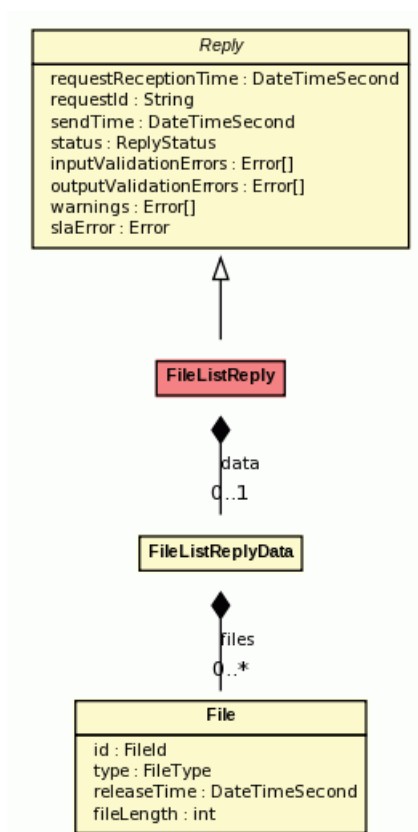 Reply
requestReceptionTime : DateTimeSecond
requestId : String
sendTime : DateTimeSecond
status : ReplyStatus
inputValidationErrors : Error[]
outputValidationErrors : Error[]
warnings : Error[]
slaError : Error
FileListReply
data
0..1
FileListReplyData
files
0..*
File
id : FileId
type : FileType
releaseTime : DateTimeSecond
fileLength : int